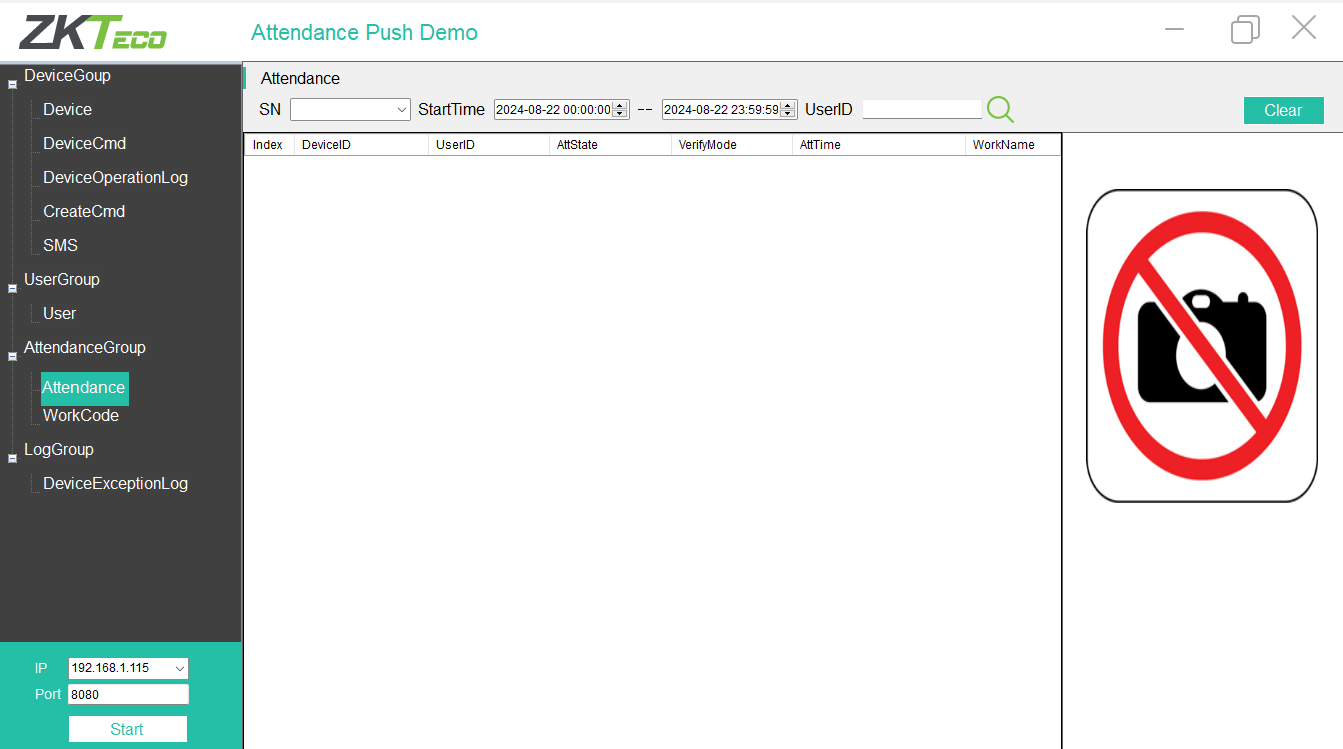 ZKTECO
Attendance Push Demo
DeviceGoup
Device
DeviceCmd
DeviceOperationLog
CreateCmd
SMS
UserGroup
User
AttendanceGroup
Attendance
WorkCode
LogGroup
DeviceExceptionLog
IP 192.168.1.115
Port 8080
Start
Attendance
SN StartTime 2024-08-22 00:00:00 -- 2024-08-22 23:59:59 UserID Clear
Index DeviceID UserID AttState VerifyMode AttTime WorkName